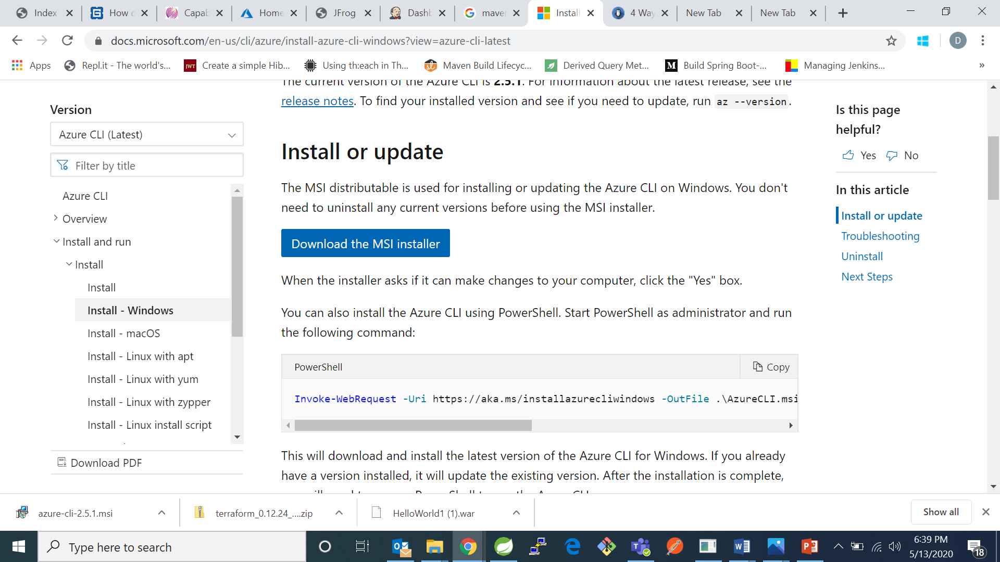 Index
How c
Capab
Home
JFrog
Dashb
maven
Install
4 Way
New Tab
New Tab
docs.microsoft.com/en-us/cli/azure/install-azure-cli-windows?view=azure-cli-latest
D
Apps
Repl.it - The world's...
JWT
Create a simple Hib...
Using th:each in Th...
Maven Build Lifecyc...
Derived Query Met...
Build Spring Boot-...
Managing Jenkins...
»
The current version of the Azure CLI is 2.5.1. For information about the latest release, see the
release notes. To find your installed version and see if you need to update, run az --version.
Version
Azure CLI (Latest)
Filter by title
Azure CLI
Overview
Install and run
Install
Install
Install - Windows
Install - macOS
Install - Linux with apt
Install - Linux with yum
Install - Linux with zypper
Install - Linux install script
Download PDF
Install or update
The MSI distributable is used for installing or updating the Azure CLI on Windows. You don't
need to uninstall any current versions before using the MSI installer.
Download the MSI installer
When the installer asks if it can make changes to your computer, click the "Yes" box.
You can also install the Azure CLI using PowerShell. Start PowerShell as administrator and run
the following command:
PowerShell
Copy
Invoke-WebRequest -Uri https://aka.ms/installazurecliwindows -OutFile .\AzureCLI.msi
This will download and install the latest version of the Azure CLI for Windows. If you already
have a version installed, it will update the existing version. After the installation is complete,
Is this page
helpful?
Yes
No
In this article
Install or update
Troubleshooting
Uninstall
Next Steps
azure-cli-2.5.1.msi
terraform_0.12.24_....zip
HelloWorld1 (1).war
Show all
Type here to search
6:39 PM
5/13/2020
18